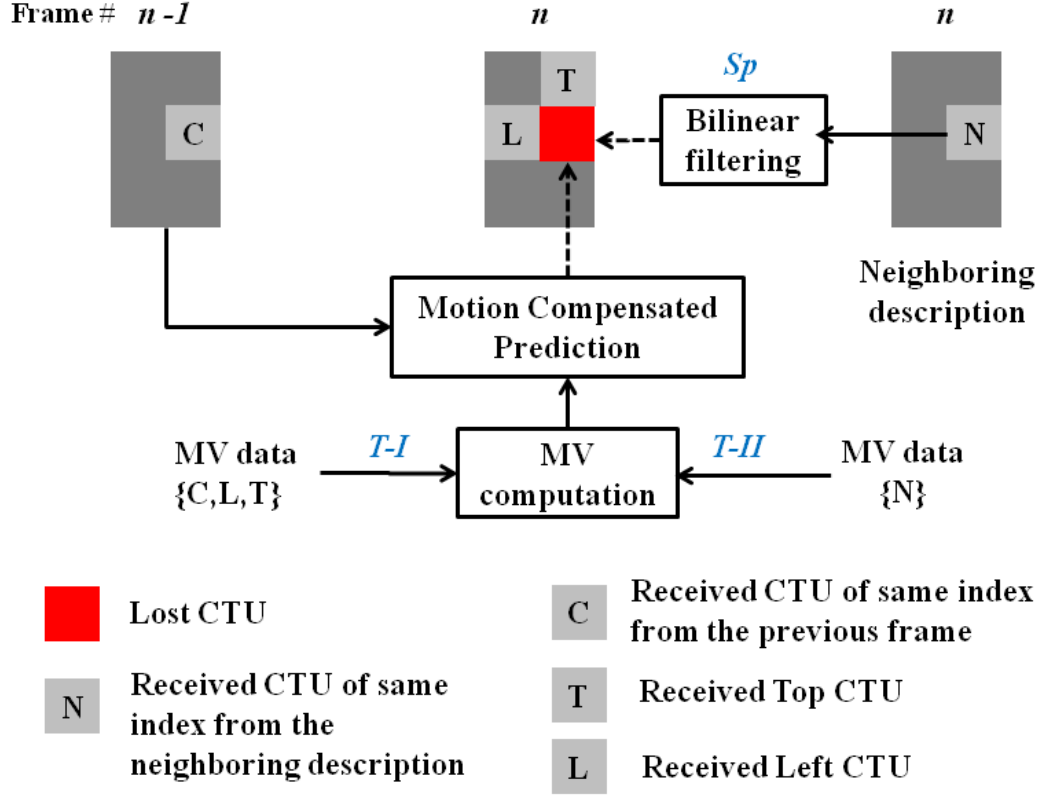 Frame # n -1 n n
T
Sp
C
L
Bilinear
filtering
N
Neighboring
description
Motion Compensated
Prediction
MV data
{C,L,T}
T-I
MV
computation
T-II
MV data
{N}
Lost CTU
C
Received CTU of same index
from the previous frame
N
Received CTU of same
index from the
neighboring description
T
Received Top CTU
L
Received Left CTU